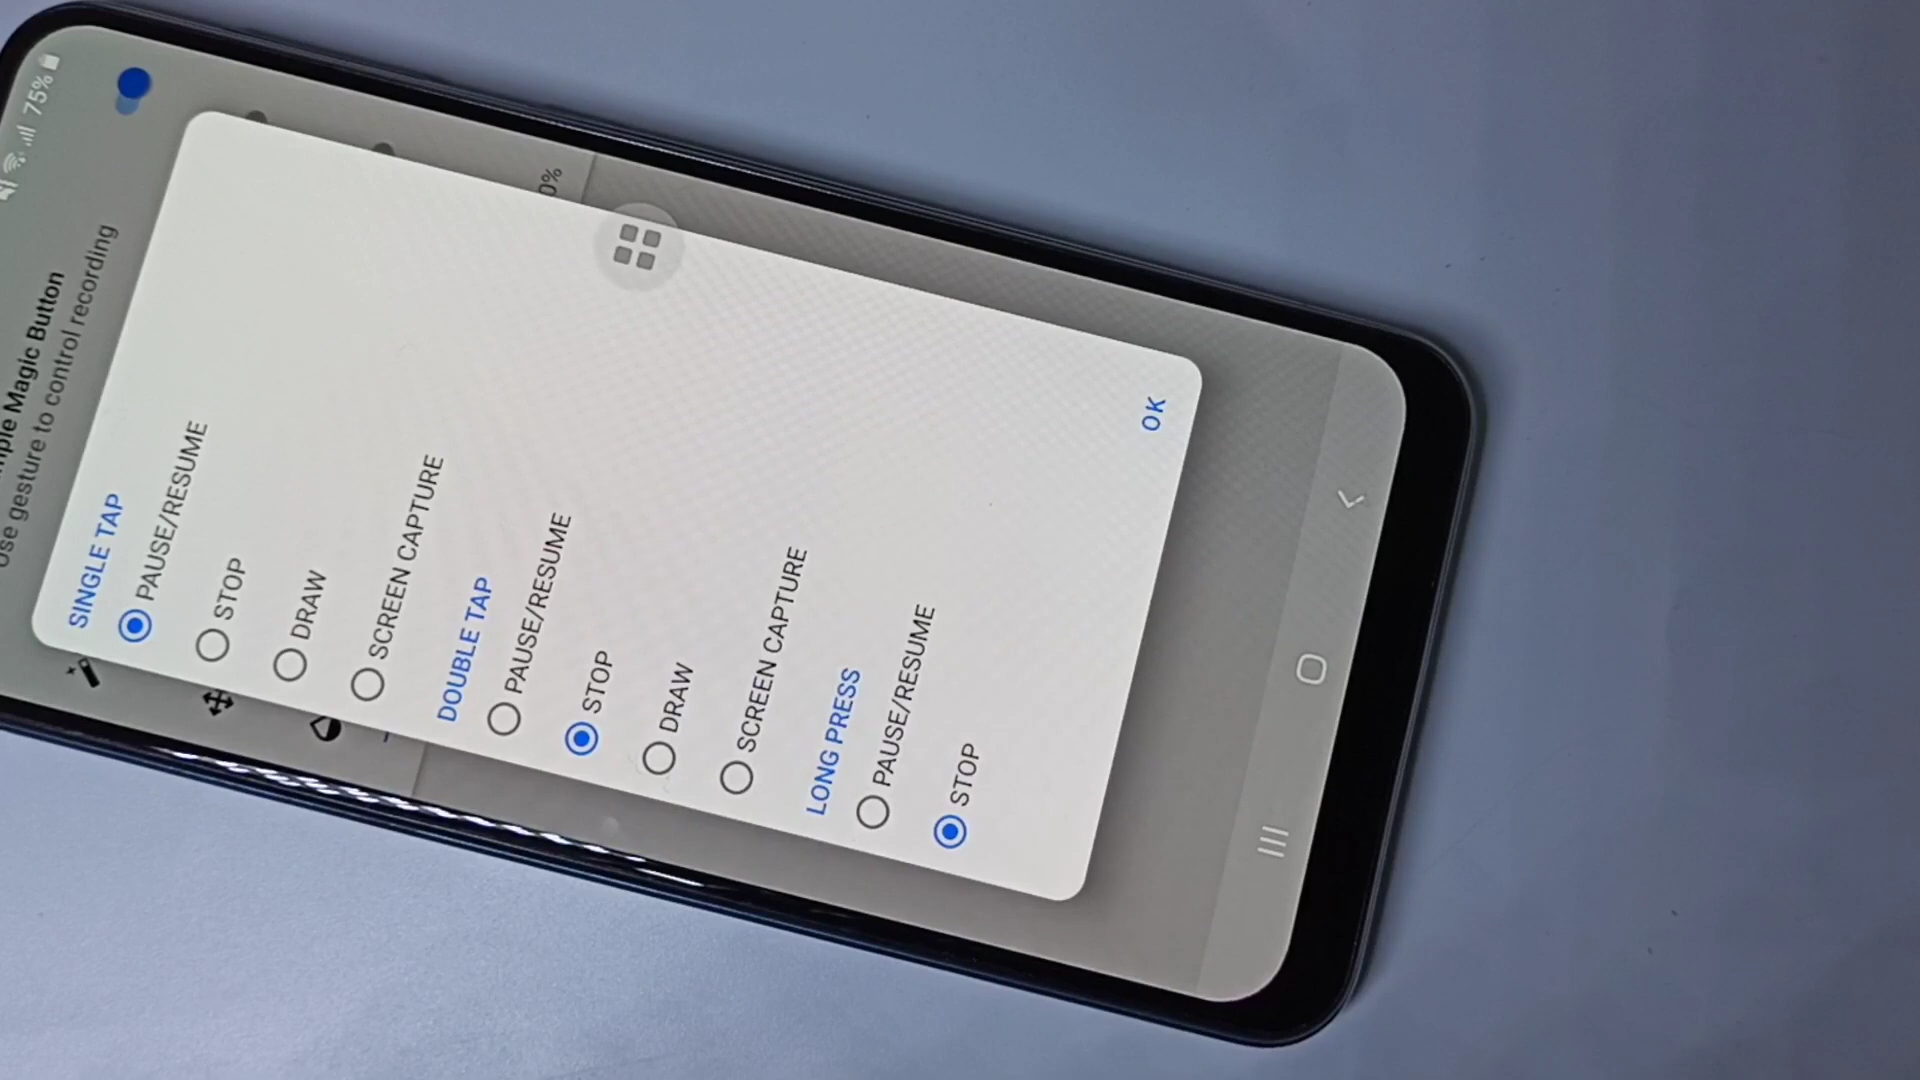 75%
Magic Button
Use gesture to control recording
SINGLE TAP
PAUSE/RESUME
STOP
DRAW
SCREEN CAPTURE
DOUBLE TAP
PAUSE/RESUME
STOP
DRAW
SCREEN CAPTURE
LONG PRESS
PAUSE/RESUME
STOP
OK
0%